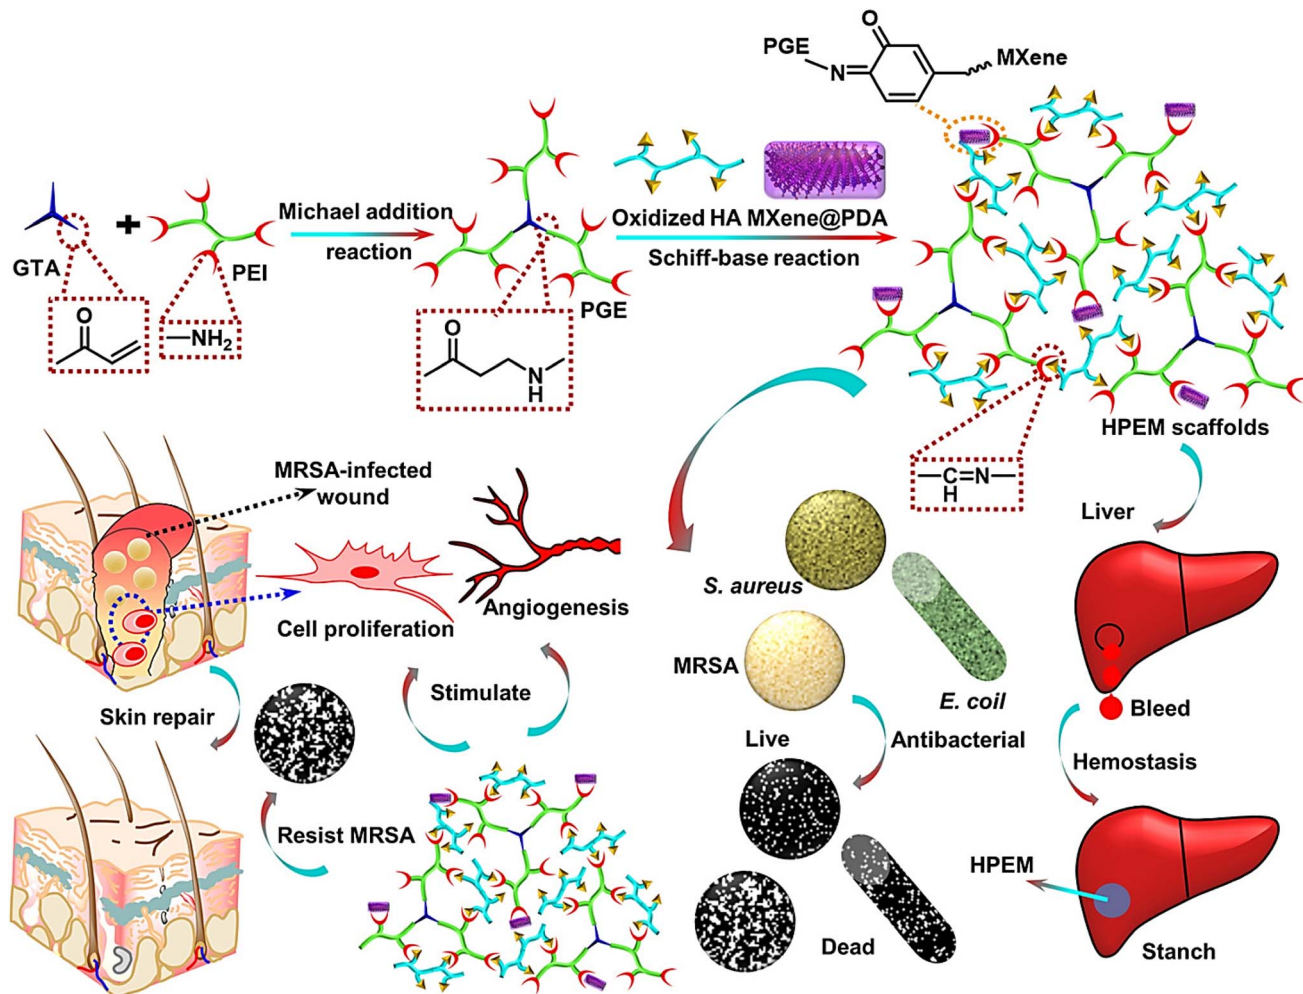 O
PGE
N
MXene
GTA
+
PEI
Michael addition
reaction
PGE
Oxidized HA MXene@PDA
Schiff-base reaction
O
NH2
O
N
H
HPEM scaffolds
C=N
H
MRSA-infected
wound
Cell proliferation
Angiogenesis
Skin repair
Stimulate
Resist MRSA
S. aureus
MRSA
E. coil
Live
Antibacterial
Dead
Liver
Bleed
Hemostasis
HPEM
Stanch